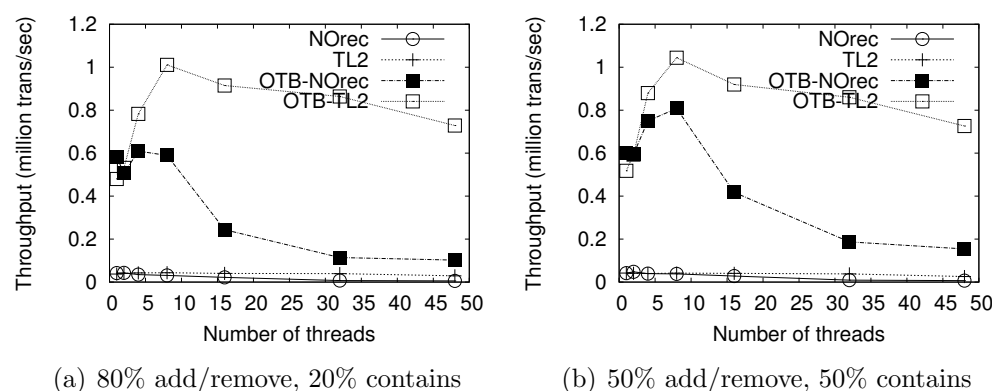 1.2
1
0.8
0.6
0.4
0.2
0
Throughput (million trans/sec)
NOrec
TL2
OTB-NOrec
OTB-TL2
0 5 10 15 20 25 30 35 40 45 50
Number of threads
(a) 80% add/remove, 20% contains
1.2
1
0.8
0.6
0.4
0.2
0
Throughput (million trans/sec)
NOrec
TL2
OTB-NOrec
OTB-TL2
0 5 10 15 20 25 30 35 40 45 50
Number of threads
(b) 50% add/remove, 50% contains